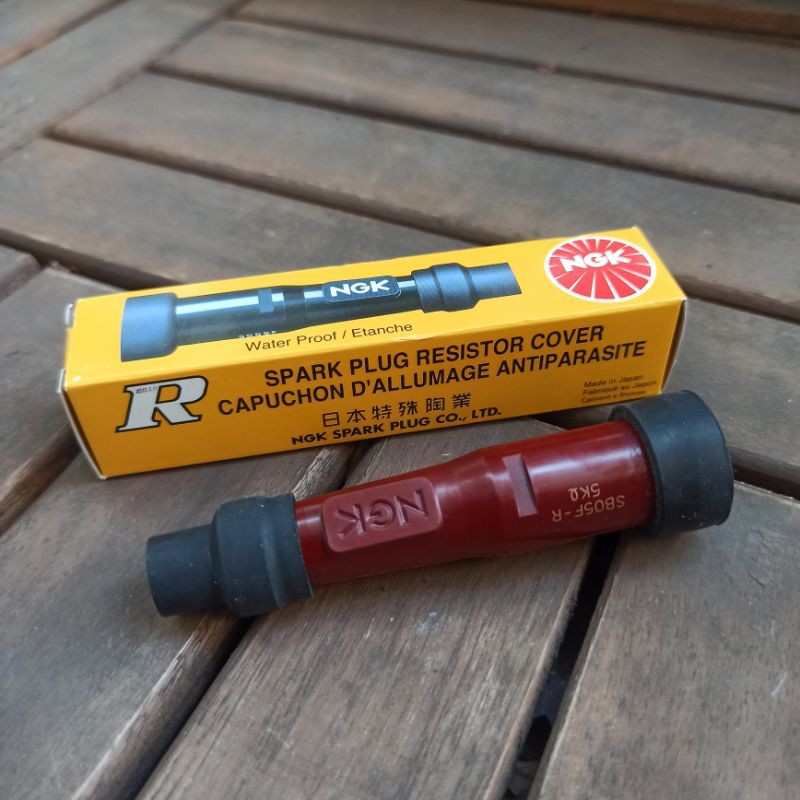 NGK
NGK
Water Proof / Etanche
R
SPARK PLUG RESISTOR COVER
CAPUCHON D'ALLUMAGE ANTIPARASITE
日本特殊陶業
NGK SPARK PLUG CO., LTD.
Made in Japan
Fabriqué au Japon
NGK
SB05F-R
5KΩ